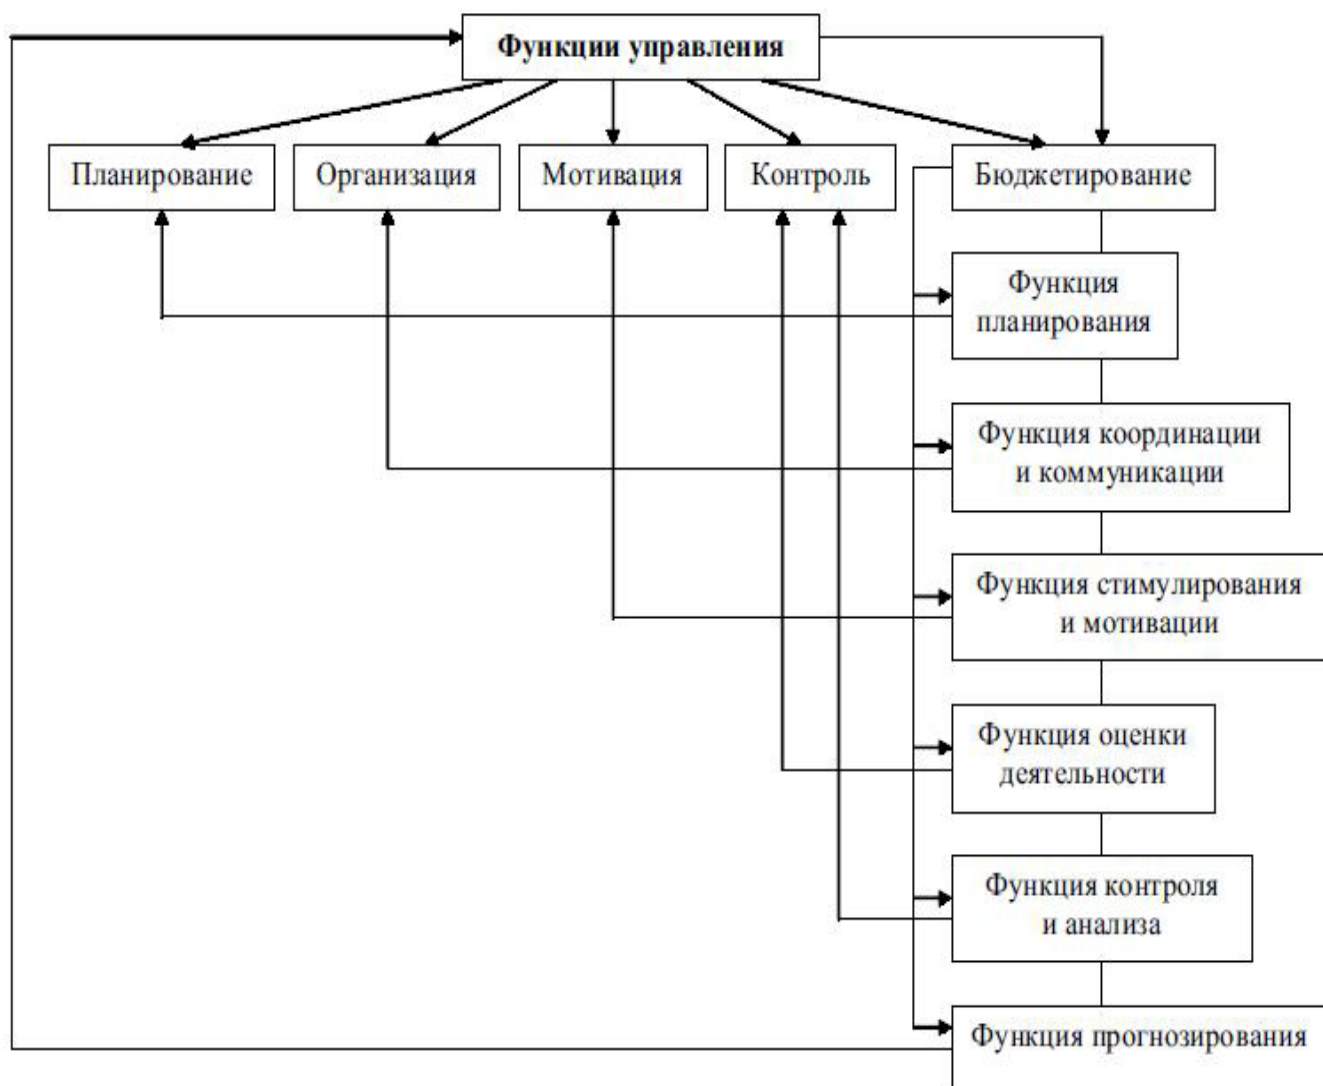 Функции управления
Планирование
Организация
Мотивация
Контроль
Бюджетирование
Функция
планирования
Функция координации
и коммуникации
Функция стимулирования
и мотивации
Функция оценки
деятельности
Функция контроля
и анализа
Функция прогнозирования